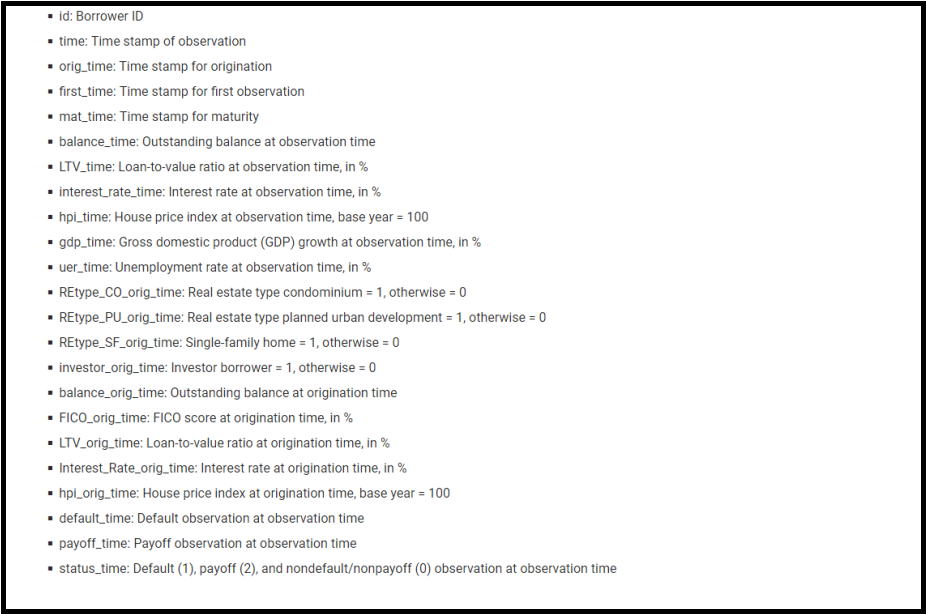 ▪ id: Borrower ID
▪ time: Time stamp of observation
▪ orig_time: Time stamp for origination
▪ first_time: Time stamp for first observation
▪ mat_time: Time stamp for maturity
▪ balance_time: Outstanding balance at observation time
▪ LTV_time: Loan-to-value ratio at observation time, in %
▪ interest_rate_time: Interest rate at observation time, in %
▪ hpi_time: House price index at observation time, base year = 100
▪ gdp_time: Gross domestic product (GDP) growth at observation time, in %
▪ uer_time: Unemployment rate at observation time, in %
▪ REtype_CO_orig_time: Real estate type condominium = 1, otherwise = 0
▪ REtype_PU_orig_time: Real estate type planned urban development = 1, otherwise = 0
▪ REtype_SF_orig_time: Single-family home = 1, otherwise = 0
▪ investor_orig_time: Investor borrower = 1, otherwise = 0
▪ balance_orig_time: Outstanding balance at origination time
▪ FICO_orig_time: FICO score at origination time, in %
▪ LTV_orig_time: Loan-to-value ratio at origination time, in %
▪ Interest_Rate_orig_time: Interest rate at origination time, in %
▪ hpi_orig_time: House price index at origination time, base year = 100
▪ default_time: Default observation at observation time
▪ payoff_time: Payoff observation at observation time
▪ status_time: Default (1), payoff (2), and nondefault/nonpayoff (0) observation at observation time